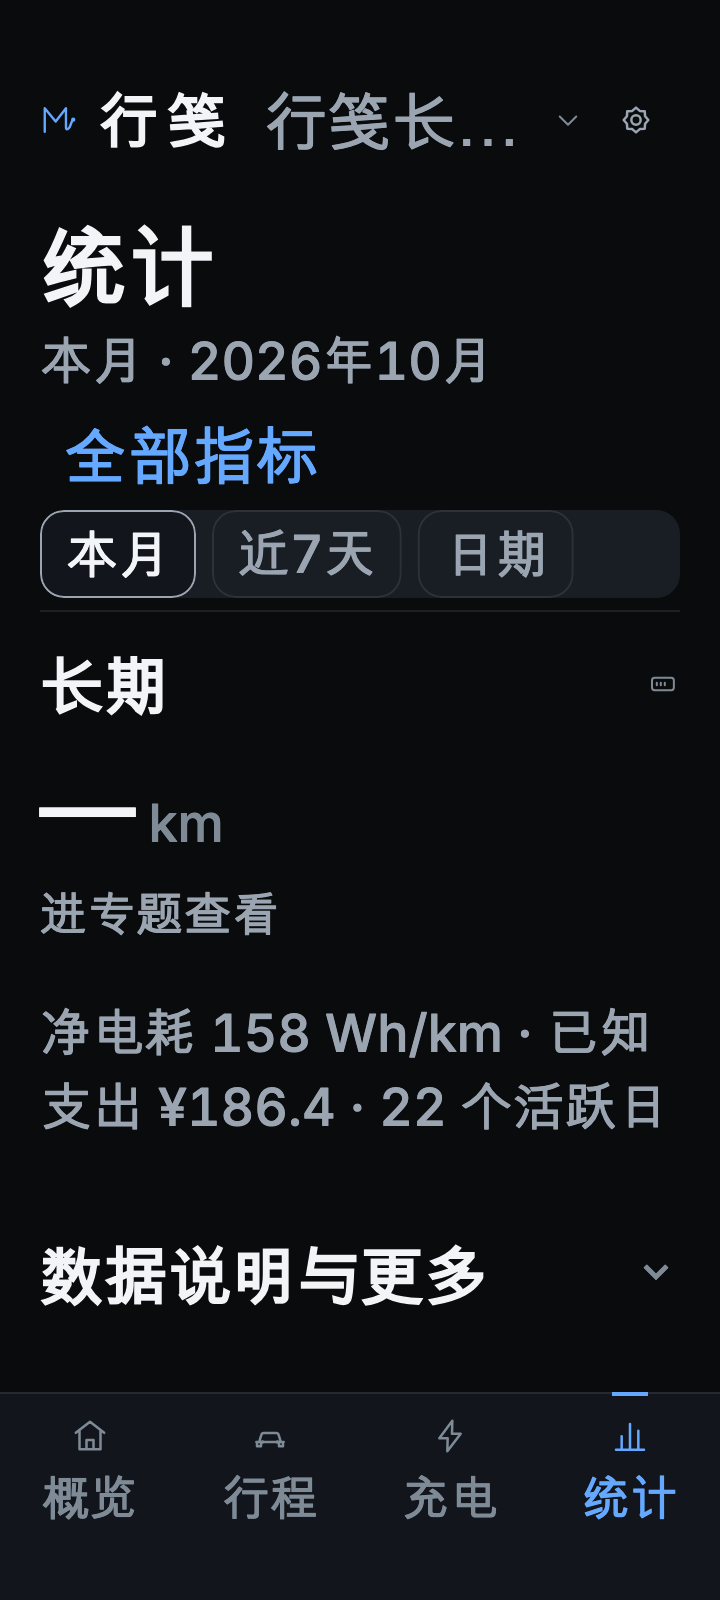 行笺 行笺长...
统计
本月 · 2026年10月
全部指标
本月 近7天 日期
长期
— km
进专题查看
净电耗 158 Wh/km · 已知
支出 ¥186.4 · 22 个活跃日
数据说明与更多
概览 行程 充电 统计